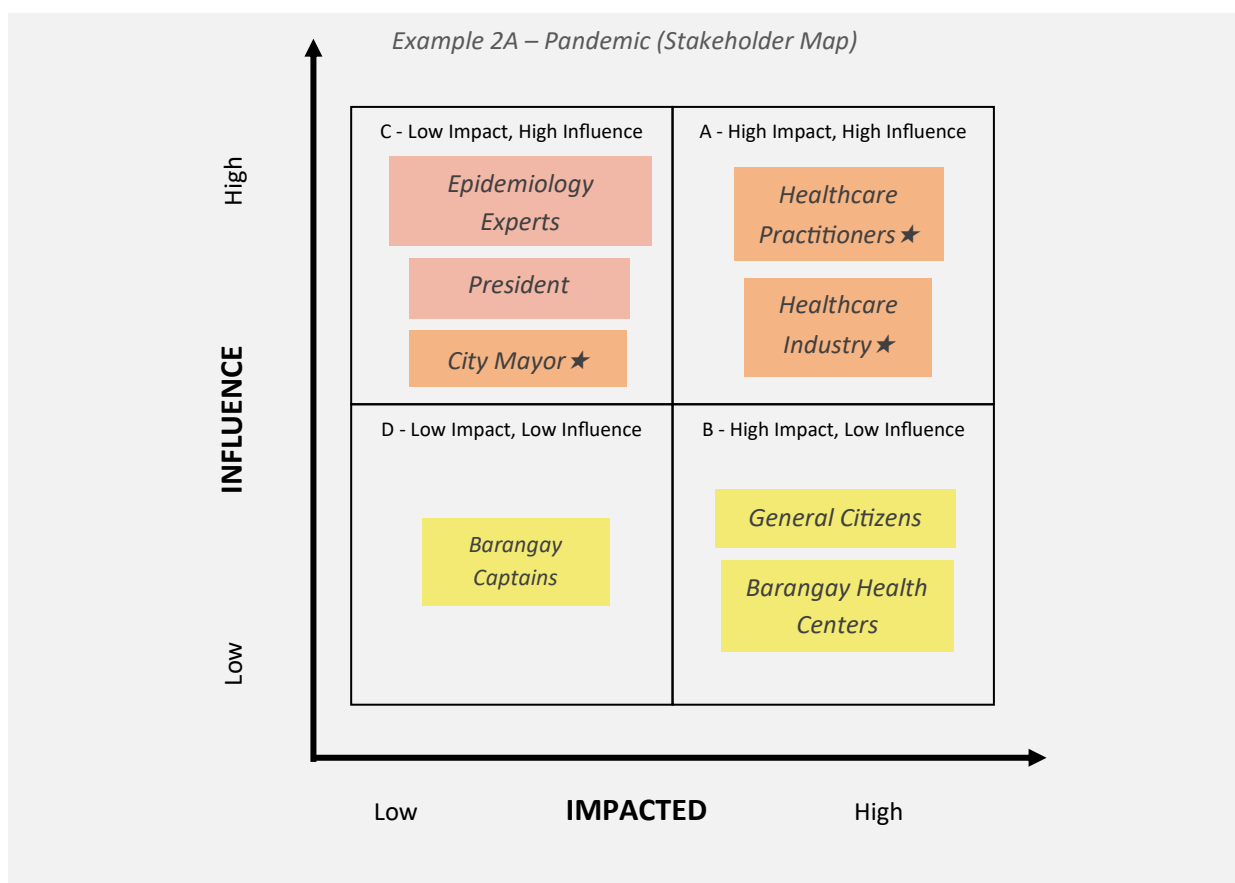 Example 2A – Pandemic (Stakeholder Map)
High
INFLUENCE
Low
C - Low Impact, High Influence
Epidemiology
Experts
President
City Mayor★
A - High Impact, High Influence
Healthcare
Practitioners★
Healthcare
Industry★
D - Low Impact, Low Influence
Barangay
Captains
B - High Impact, Low Influence
General Citizens
Barangay Health
Centers
Low
IMPACTED
High